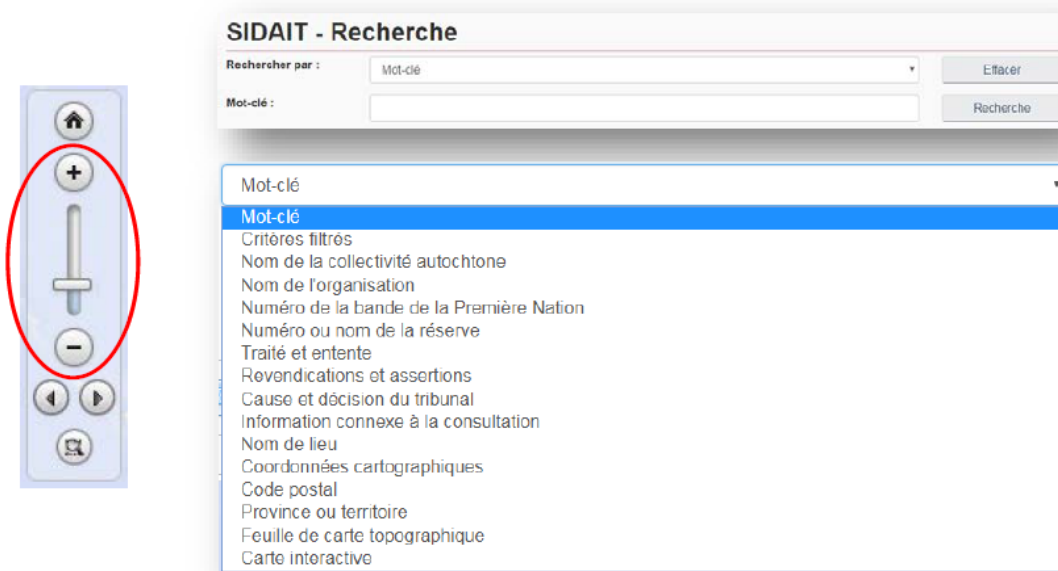 SIDAIT - Recherche
Rechercher par :
Mot-clé
Effacer
Mot-clé :
Recherche
Mot-clé
Mot-clé
Critères filtrés
Nom de la collectivité autochtone
Nom de l'organisation
Numéro de la bande de la Première Nation
Numéro ou nom de la réserve
Traité et entente
Revendications et assertions
Cause et décision du tribunal
Information connexe à la consultation
Nom de lieu
Coordonnées cartographiques
Code postal
Province ou territoire
Feuille de carte topographique
Carte interactive